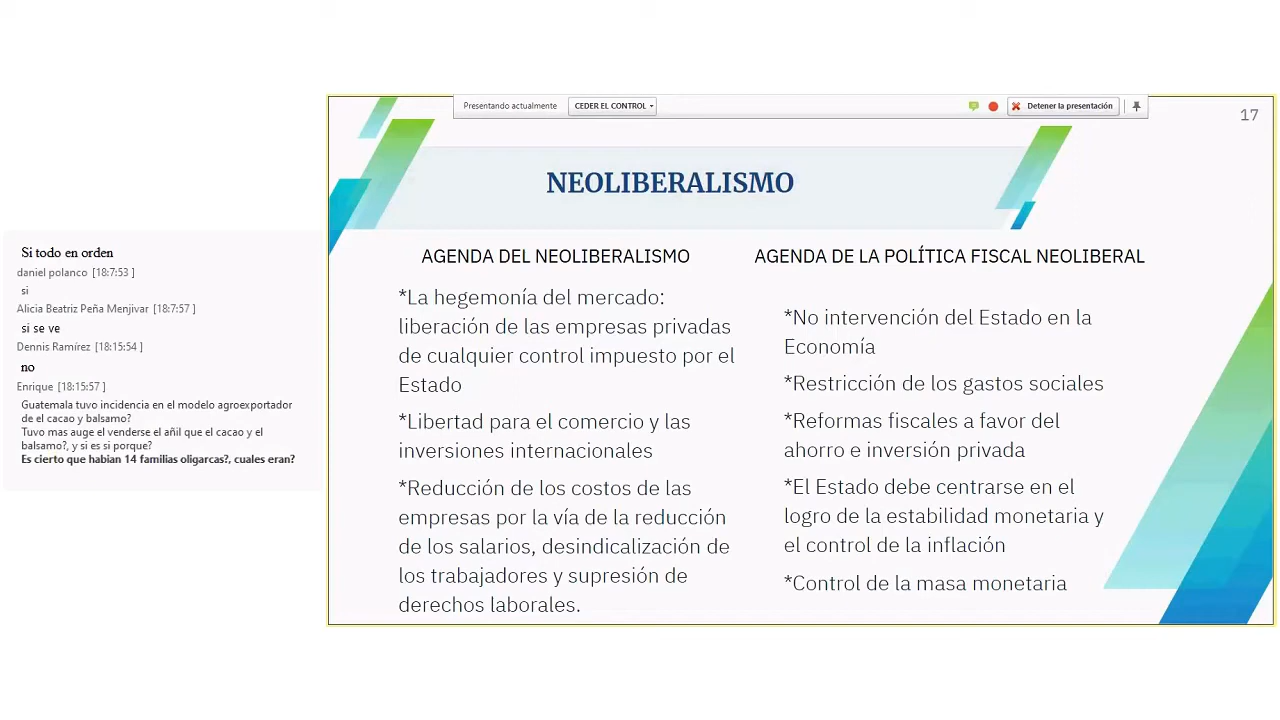 Si todo en orden
daniel polanco [18:7:53 ]
si
Alicia Beatriz Peña Menjivar [18:7:57 ]
si se ve
Dennis Ramírez [18:15:54 ]
no
Enrique [18:15:57 ]
Guatemala tuvo incidencia en el modelo agroexportador
de el cacao y balsamo?
Tuvo mas auge el venderse el añil que el cacao y el
balsamo?, y si es si porque?
Es cierto que habian 14 familias oligarcas?, cuales eran?
Presentando actualmente
CEDER EL CONTROL
Detener la presentación
17
NEOLIBERALISMO
AGENDA DEL NEOLIBERALISMO
*La hegemonía del mercado:
liberación de las empresas privadas
de cualquier control impuesto por el
Estado
*Libertad para el comercio y las
inversiones internacionales
*Reducción de los costos de las
empresas por la vía de la reducción
de los salarios, desindicalización de
los trabajadores y supresión de
derechos laborales.
AGENDA DE LA POLÍTICA FISCAL NEOLIBERAL
*No intervención del Estado en la
Economía
*Restricción de los gastos sociales
*Reformas fiscales a favor del
ahorro e inversión privada
*El Estado debe centrarse en el
logro de la estabilidad monetaria y
el control de la inflación
*Control de la masa monetaria